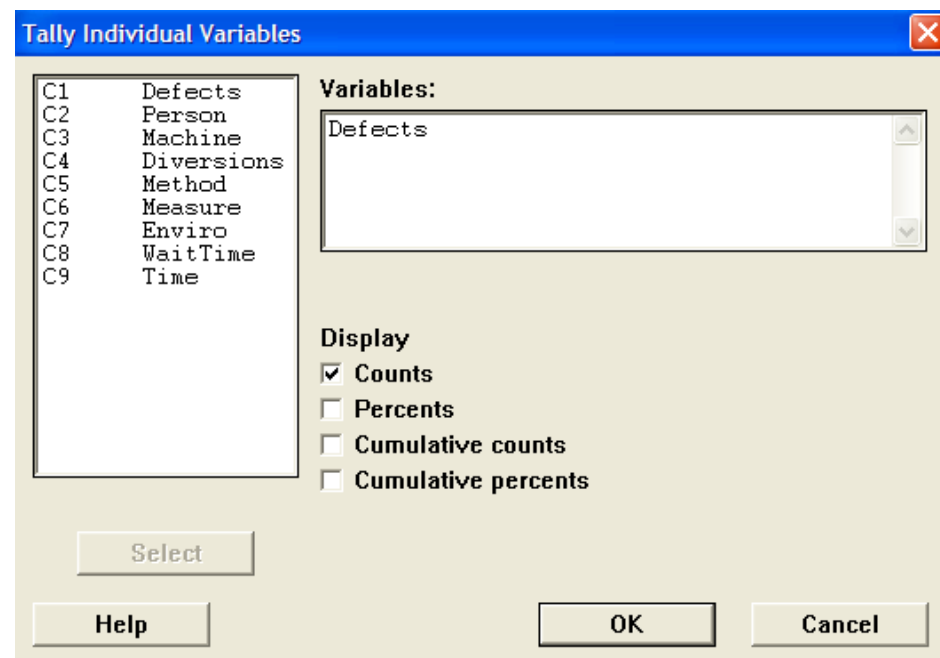 Tally Individual Variables
C1 Defects
C2 Person
C3 Machine
C4 Diversions
C5 Method
C6 Measure
C7 Enviro
C8 WaitTime
C9 Time
Variables:
Defects
Display
Counts
Percents
Cumulative counts
Cumulative percents
Select
Help
OK
Cancel